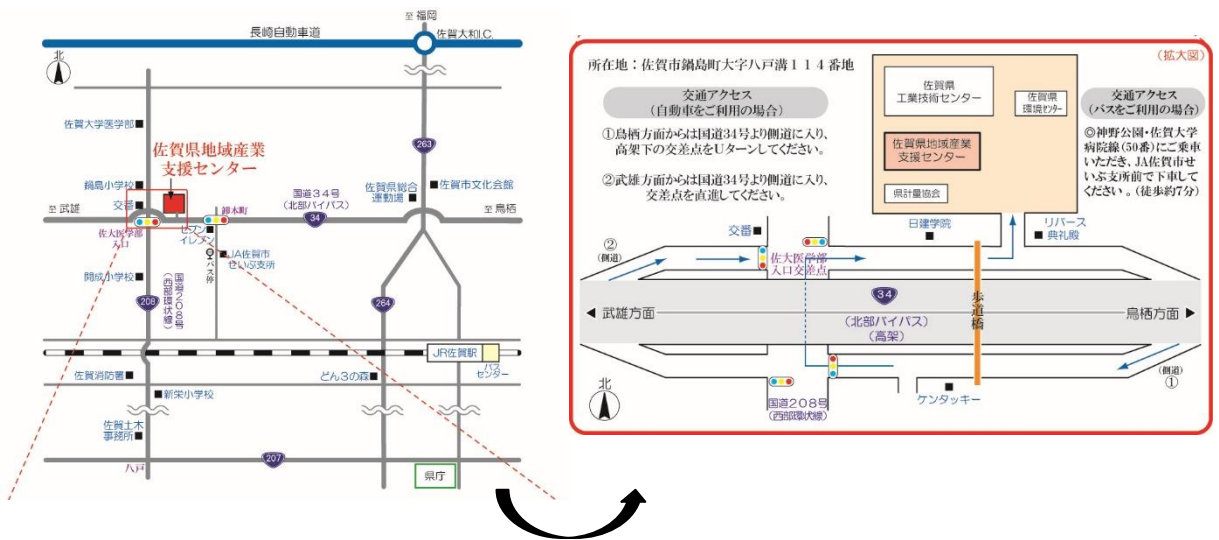 至 福岡
長崎自動車道
佐賀大和I.C.
北
佐賀大学医学部
263
佐賀県地域産業
支援センター
鍋島小学校
交番
国道34号
(北部バイパス)
佐賀県総合
運動場
佐賀市文化会館
至 武雄
卸本町
34
至 鳥栖
佐大医学部
入口
セブン
イレブン
バス停
JA佐賀市
せいぶ支所
開成小学校
208
国道208号
(西部環状線)
264
JR佐賀駅
バス
センター
佐賀消防署
どん3の森
新栄小学校
佐賀土木
事務所
八戸
207
県庁
(拡大図)
所在地:佐賀市鍋島町大字八戸溝114番地
交通アクセス
(自動車をご利用の場合)
①鳥栖方面からは国道34号より側道に入り、
高架下の交差点をUターンしてください。
②武雄方面からは国道34号より側道に入り、
交差点を直進してください。
佐賀県
工業技術センター
佐賀県
環境センター
佐賀県地域産業
支援センター
県計量協会
交通アクセス
(バスをご利用の場合)
◎神野公園・佐賀大学
病院線(50番)にご乗車
いただき、JA佐賀市せ
いぶ支所前で下車して
ください。(徒歩約7分)
交番
日建学院
リバース
典礼殿
②
(側道)
佐大医学部
入口交差点
34
武雄方面
(北部バイパス)
(高架)
歩道橋
鳥栖方面
北
国道208号
(西部環状線)
ケンタッキー
(側道)
①